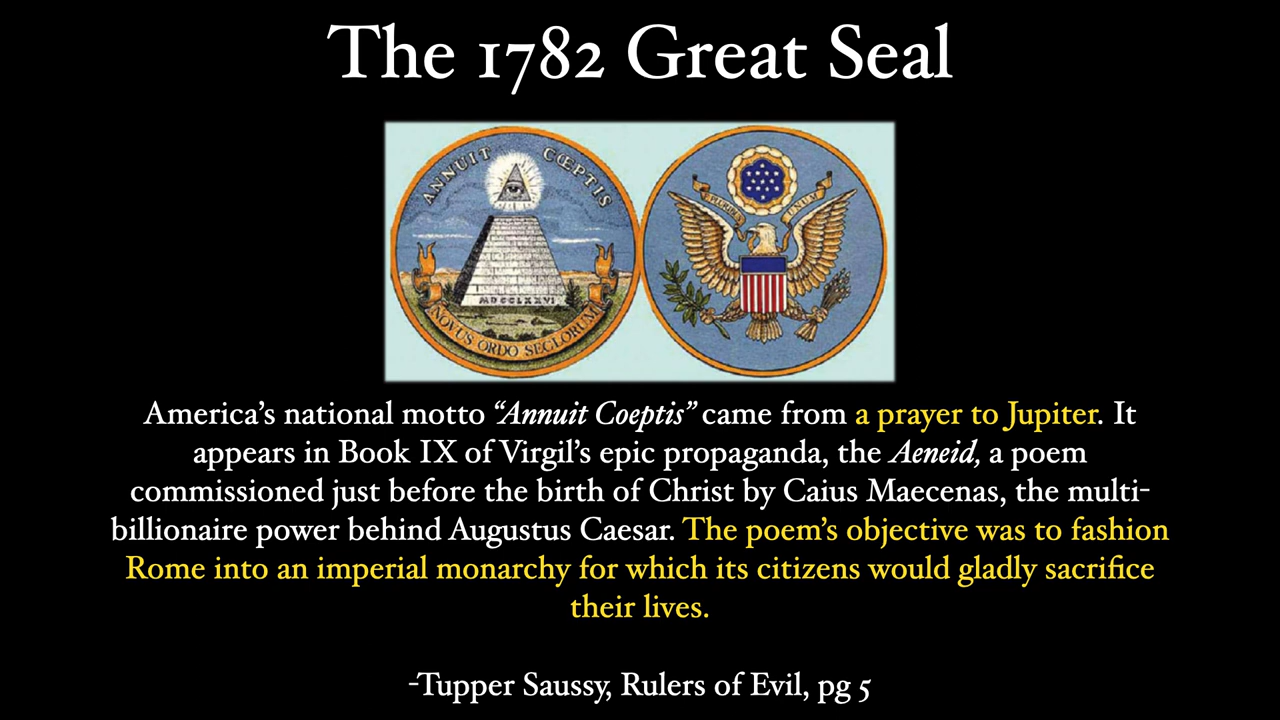 The 1782 Great Seal
ANNUIT CŒPTIS
MDCCLXXVI
NOVUS ORDO SECLORUM
E PLURIBUS UNUM
America's national motto “Annuit Coeptis” came from a prayer to Jupiter. It
appears in Book IX of Virgil's epic propaganda, the Aeneid, a poem
commissioned just before the birth of Christ by Caius Maecenas, the multi-
billionaire power behind Augustus Caesar. The poem's objective was to fashion
Rome into an imperial monarchy for which its citizens would gladly sacrifice
their lives.
-Tupper Saussy, Rulers of Evil, pg 5